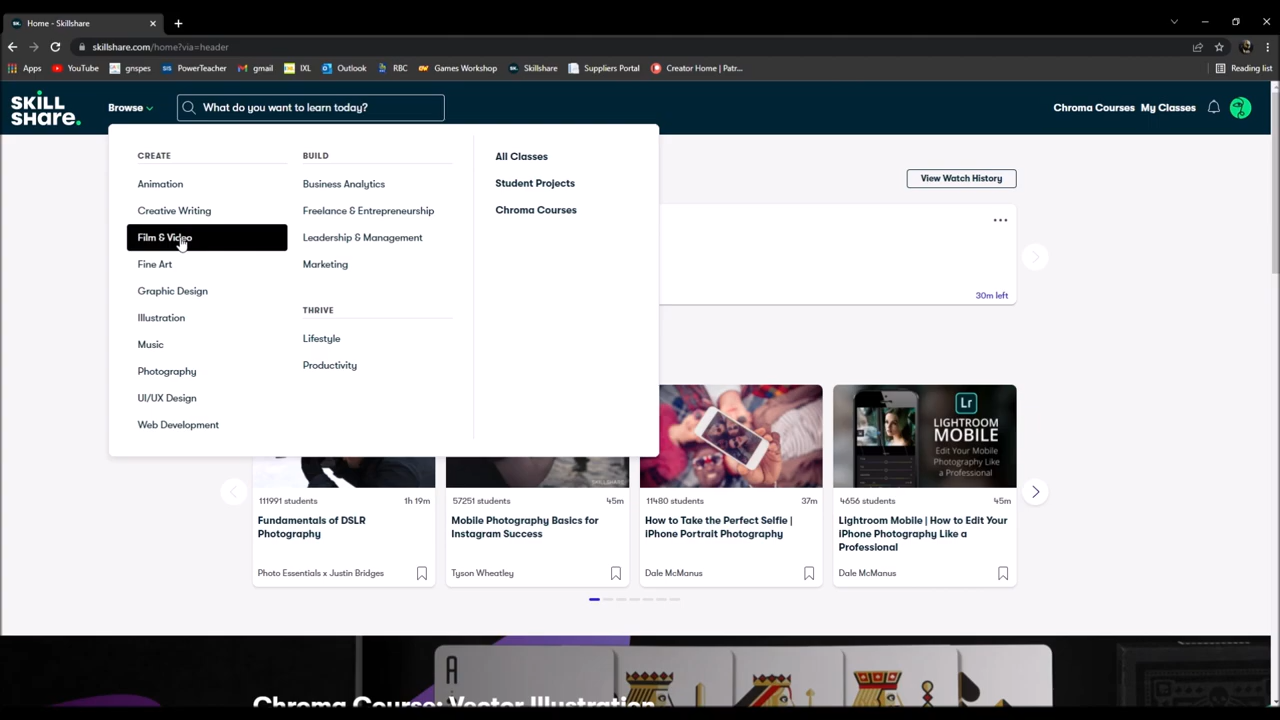 Home - Skillshare
skillshare.com/home?via=header
Apps YouTube gnspes PowerTeacher gmail IXL Outlook RBC Games Workshop Skillshare Suppliers Portal Creator Home | Patr... Reading list
SKILL
SHARE.
Browse
What do you want to learn today?
Chroma Courses My Classes
CREATE
Animation
Creative Writing
Film & Video
Fine Art
Graphic Design
Illustration
Music
Photography
UI/UX Design
Web Development
BUILD
Business Analytics
Freelance & Entrepreneurship
Leadership & Management
Marketing
THRIVE
Lifestyle
Productivity
All Classes
Student Projects
Chroma Courses
View Watch History
30m left
SKILLSHARE
Lr
LIGHTROOM
MOBILE
Edit Your Mobile
Photography Like
a Professional
111991 students 1h 19m
Fundamentals of DSLR
Photography
Photo Essentials x Justin Bridges
57251 students 45m
Mobile Photography Basics for
Instagram Success
Tyson Wheatley
11480 students 37m
How to Take the Perfect Selfie |
iPhone Portrait Photography
Dale McManus
4656 students 45m
Lightroom Mobile | How to Edit Your
iPhone Photography Like a
Professional
Dale McManus
A
Chroma Course: Vector Illustration